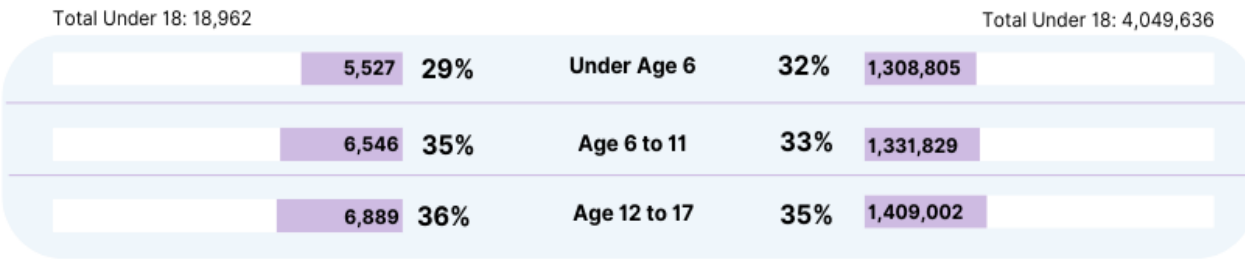 Total Under 18: 18,962 Total Under 18: 4,049,636
5,527 29% Under Age 6 32% 1,308,805
6,546 35% Age 6 to 11 33% 1,331,829
6,889 36% Age 12 to 17 35% 1,409,002